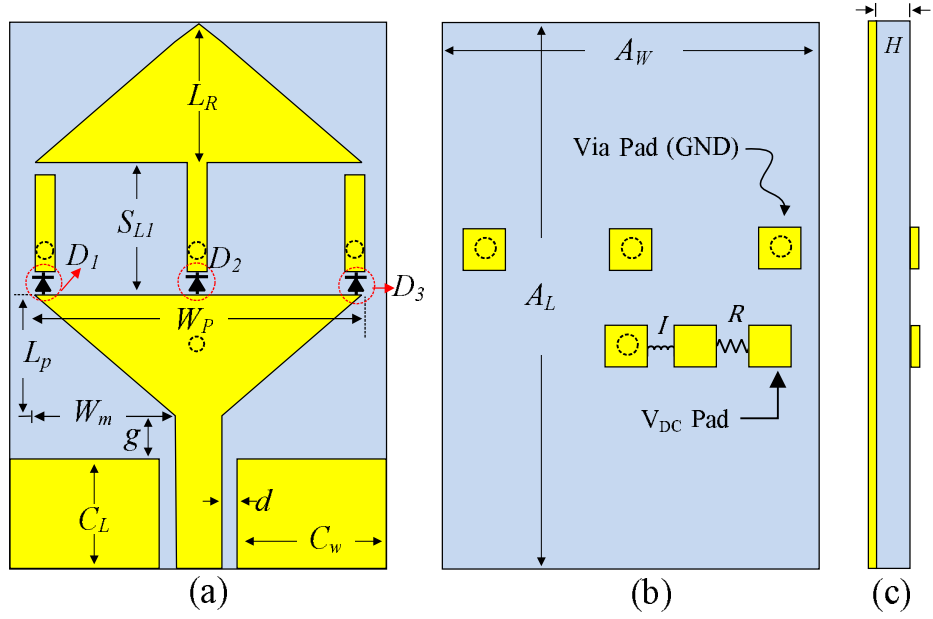 L_R
S_L1
D_1
D_2
D_3
W_P
L_p
W_m
g
d
C_L
C_w
(a)
A_W
Via Pad (GND)
A_L
I
R
V_DC Pad
(b)
H
(c)